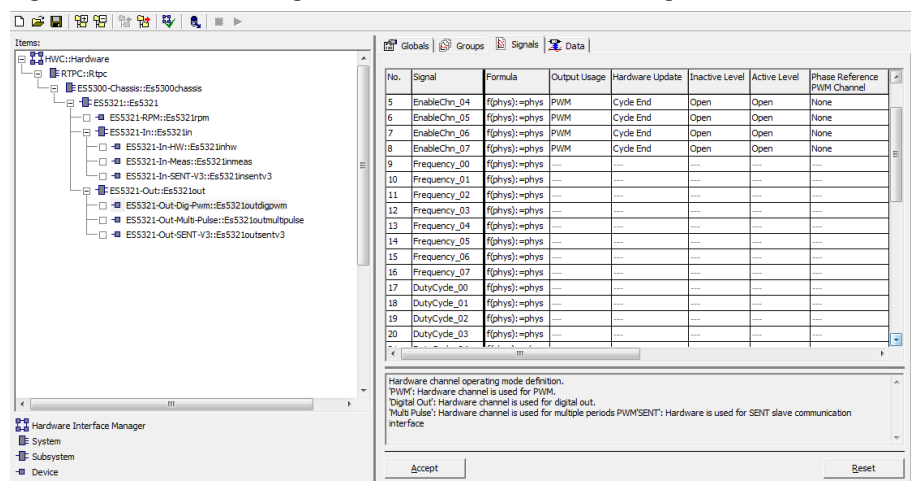 Items:
HWC::Hardware
RTPC::Rtpc
ES5300-Chassis::Es5300chassis
ES5321::Es5321
ES5321-RPM::Es5321rpm
ES5321-In::Es5321in
ES5321-In-HW::Es5321inhw
ES5321-In-Meas::Es5321inmeas
ES5321-In-SENT-V3::Es5321insentv3
ES5321-Out::Es5321out
ES5321-Out-Dig-Pwm::Es5321outdigpwm
ES5321-Out-Multi-Pulse::Es5321outmultipulse
ES5321-Out-SENT-V3::Es5321outsentv3
Hardware Interface Manager
System
Subsystem
Device
Globals Groups Signals Data
No. Signal Formula Output Usage Hardware Update Inactive Level Active Level Phase Reference
PWM Channel
5 EnableChn_04 f(phys):=phys PWM Cycle End Open Open None
6 EnableChn_05 f(phys):=phys PWM Cycle End Open Open None
7 EnableChn_06 f(phys):=phys PWM Cycle End Open Open None
8 EnableChn_07 f(phys):=phys PWM Cycle End Open Open None
9 Frequency_00 f(phys):=phys --- --- --- --- ---
10 Frequency_01 f(phys):=phys --- --- --- --- ---
11 Frequency_02 f(phys):=phys --- --- --- --- ---
12 Frequency_03 f(phys):=phys --- --- --- --- ---
13 Frequency_04 f(phys):=phys --- --- --- --- ---
14 Frequency_05 f(phys):=phys --- --- --- --- ---
15 Frequency_06 f(phys):=phys --- --- --- --- ---
16 Frequency_07 f(phys):=phys --- --- --- --- ---
17 DutyCycle_00 f(phys):=phys --- --- --- --- ---
18 DutyCycle_01 f(phys):=phys --- --- --- --- ---
19 DutyCycle_02 f(phys):=phys --- --- --- --- ---
20 DutyCycle_03 f(phys):=phys --- --- --- --- ---
Hardware channel operating mode definition.
'PWM': Hardware channel is used for PWM.
'Digital Out': Hardware channel is used for digital out.
'Multi Pulse': Hardware channel is used for multiple periods PWM'SENT': Hardware is used for SENT slave communication
interface
Accept Reset